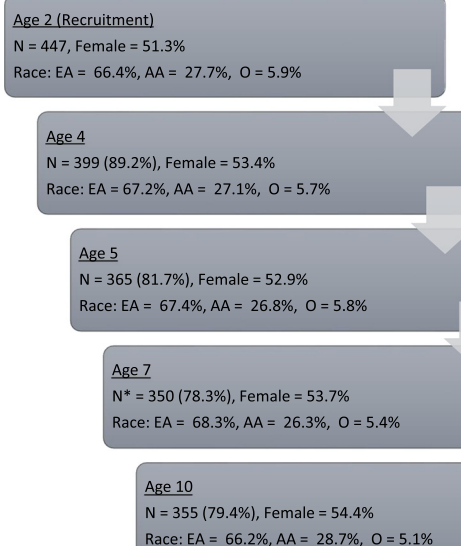 Age 2 (Recruitment)
N = 447, Female = 51.3%
Race: EA = 66.4%, AA = 27.7%, O = 5.9%
Age 4
N = 399 (89.2%), Female = 53.4%
Race: EA = 67.2%, AA = 27.1%, O = 5.7%
Age 5
N = 365 (81.7%), Female = 52.9%
Race: EA = 67.4%, AA = 26.8%, O = 5.8%
Age 7
N* = 350 (78.3%), Female = 53.7%
Race: EA = 68.3%, AA = 26.3%, O = 5.4%
Age 10
N = 355 (79.4%), Female = 54.4%
Race: EA = 66.2%, AA = 28.7%, O = 5.1%